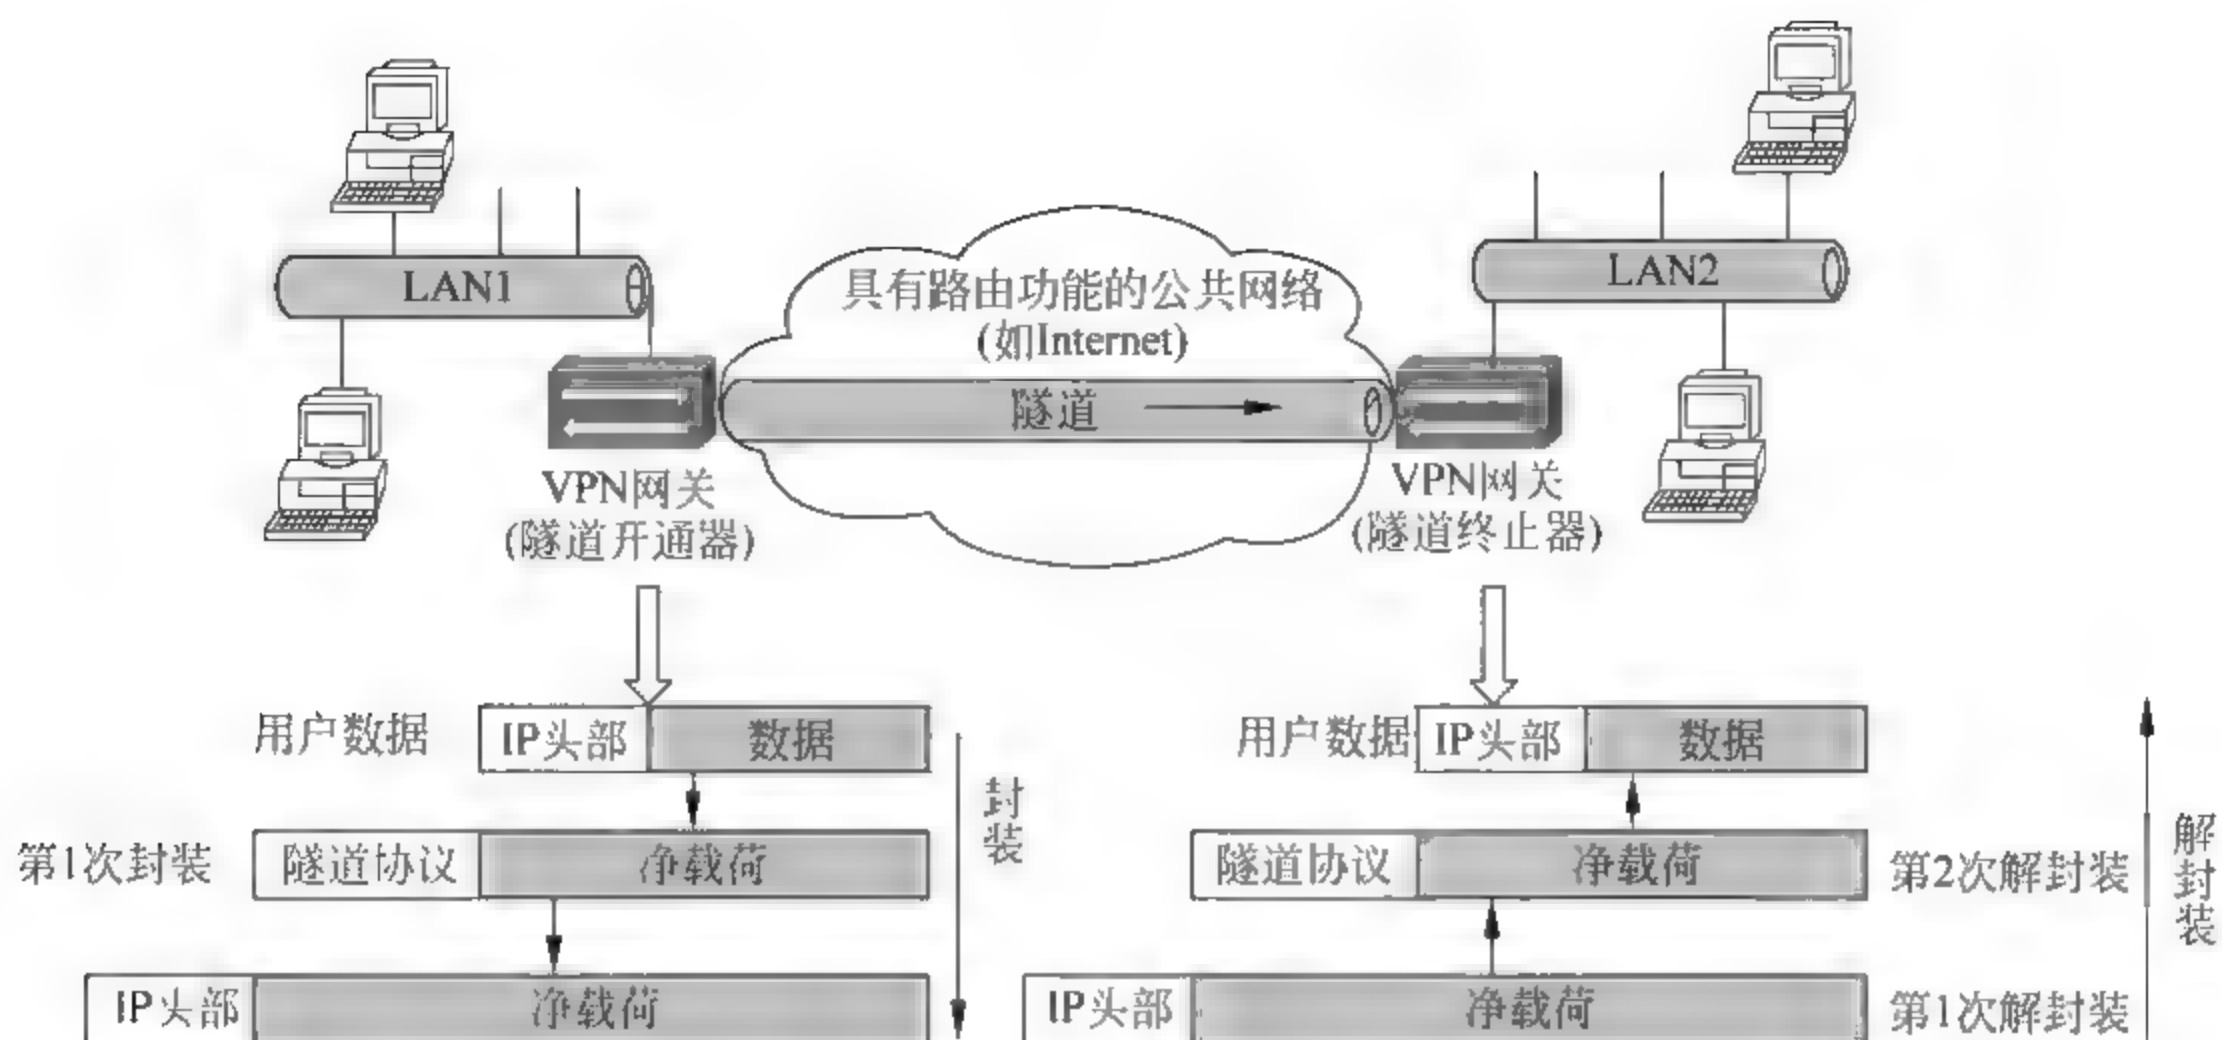 LAN1
LAN2
具有路由功能的公共网络
(如Internet)
隧道
VPN网关
(隧道开通器)
VPN网关
(隧道终止器)
用户数据 IP头部 数据
用户数据 IP头部 数据
封装
第1次封装 隧道协议 净载荷
隧道协议 净载荷 第2次解封装
解封装
IP头部 净载荷
IP头部 净载荷 第1次解封装